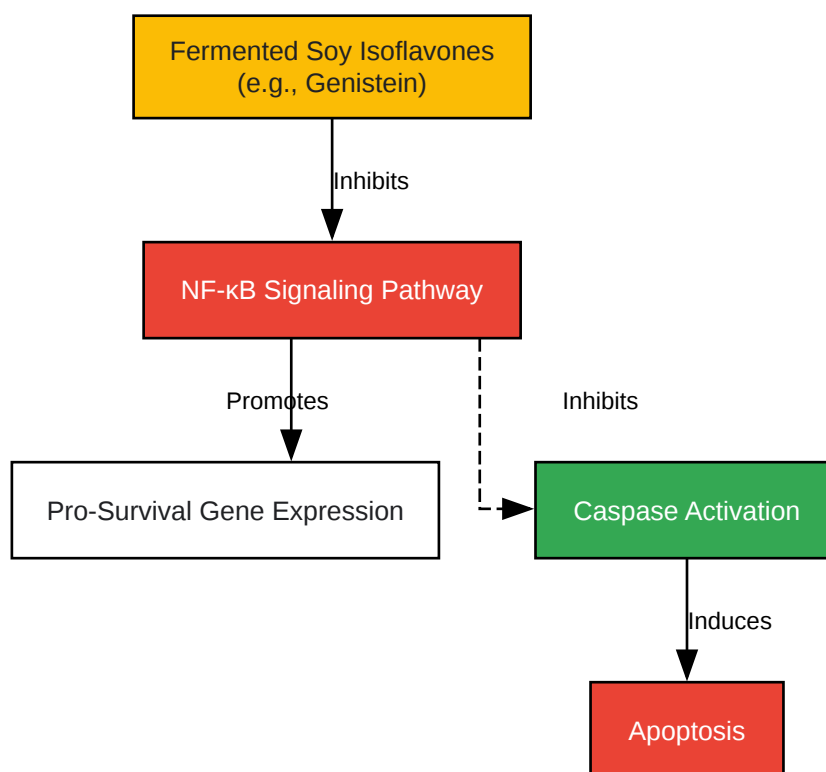 Fermented Soy Isoflavones
(e.g., Genistein)
Inhibits
NF-κB Signaling Pathway
Promotes
Inhibits
Pro-Survival Gene Expression
Caspase Activation
Induces
Apoptosis